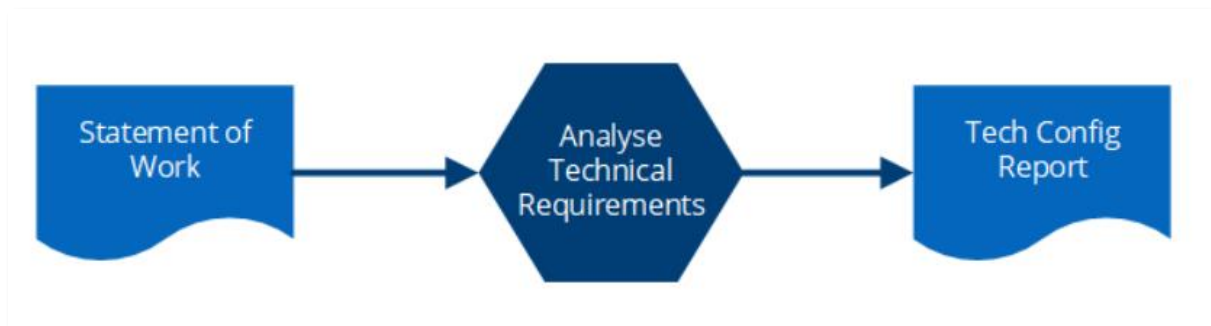 Statement of
Work
Analyse
Technical
Requirements
Tech Config
Report